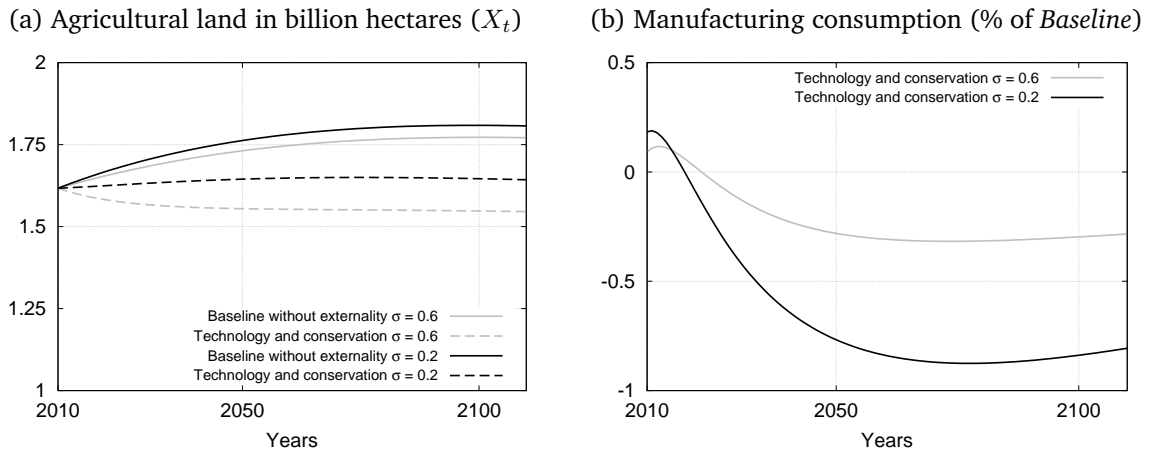 (a) Agricultural land in billion hectares (X_t)
2
1.75
1.5
1.25
1
Baseline without externality σ = 0.6
Technology and conservation σ = 0.6
Baseline without externality σ = 0.2
Technology and conservation σ = 0.2
2010 2050 2100
Years
(b) Manufacturing consumption (% of Baseline)
0.5
0
-0.5
-1
Technology and conservation σ = 0.6
Technology and conservation σ = 0.2
2010 2050 2100
Years